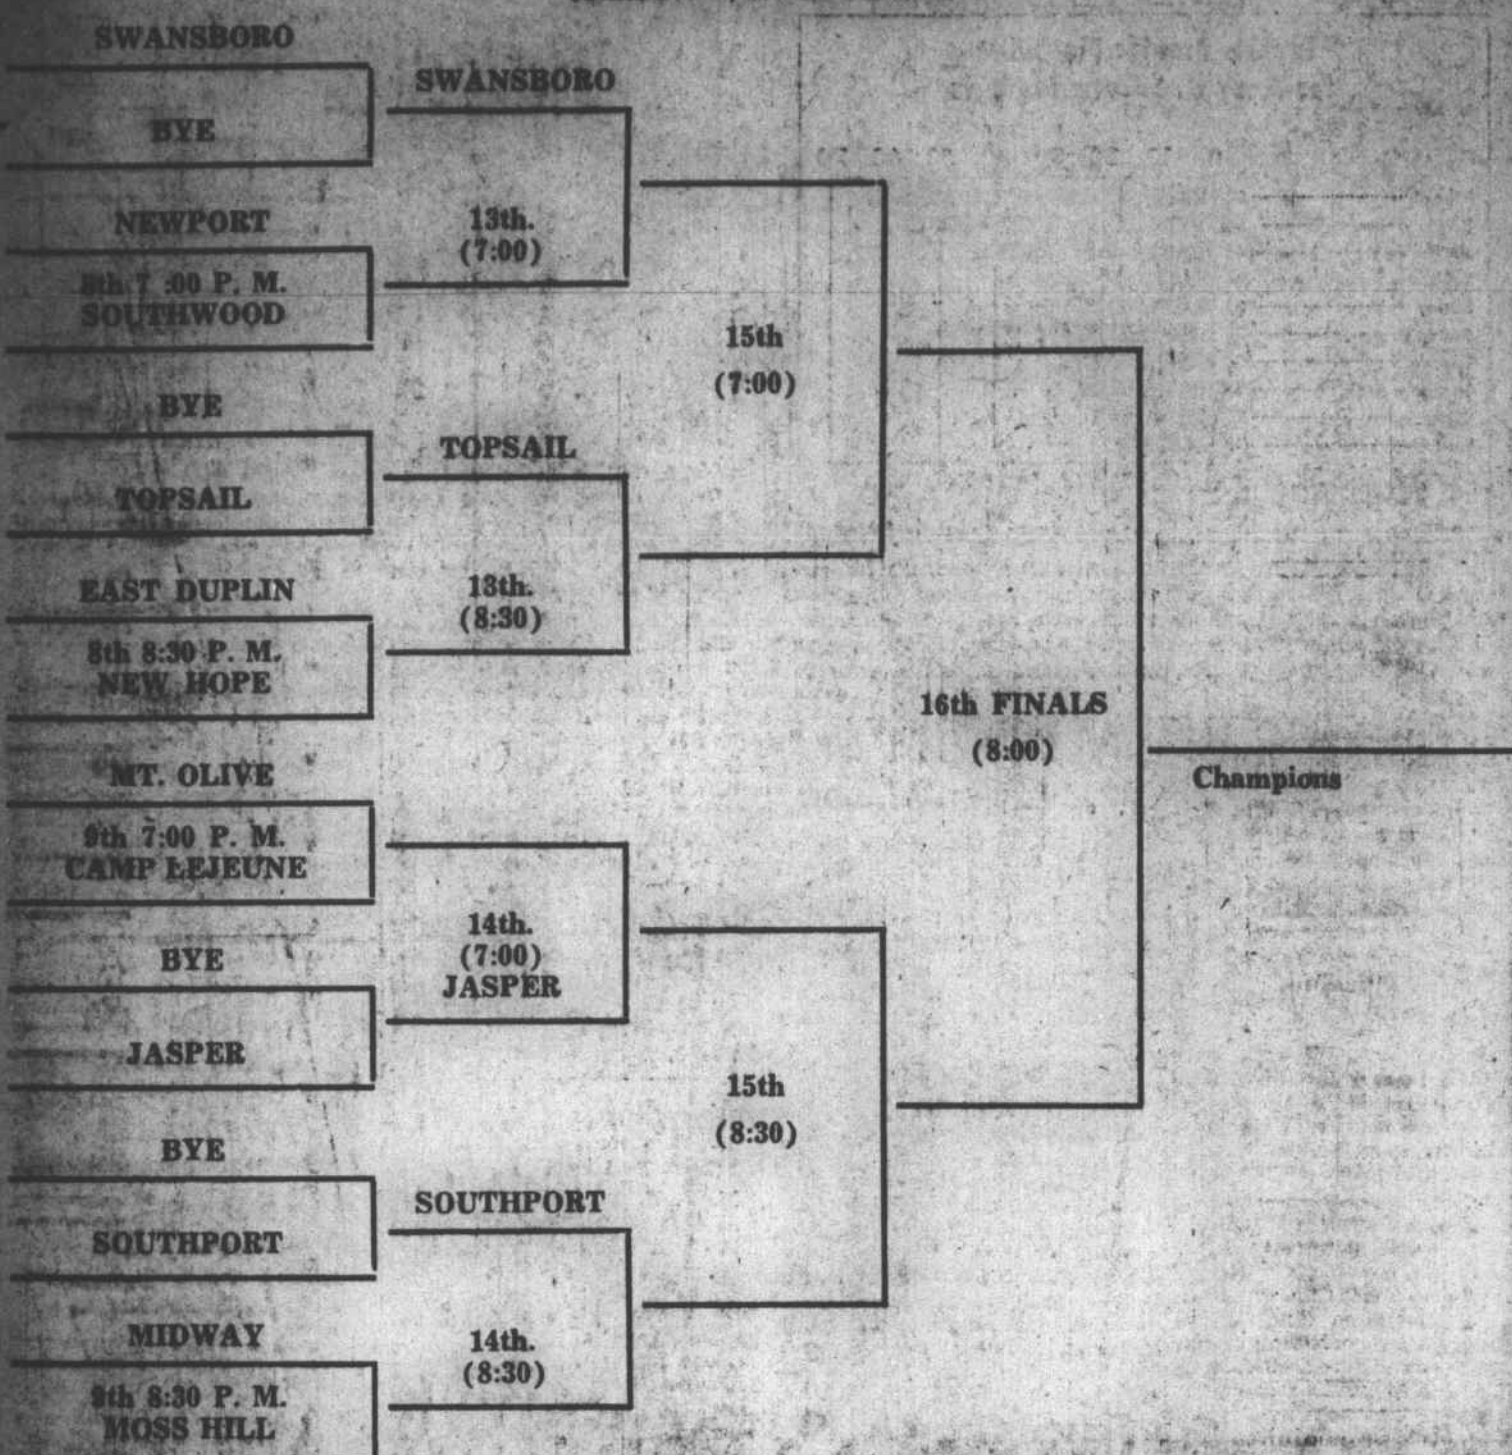 SWANSBORO
BYE
NEWPORT
8th 7 :00 P. M.
SOUTHWOOD
BYE
TOPSAIL
EAST DUPLIN
8th 8:30 P. M.
NEW HOPE
MT. OLIVE
9th 7:00 P. M.
CAMP LEJEUNE
BYE
JASPER
BYE
SOUTHPORT
MIDWAY
9th 8:30 P. M.
MOSS HILL
SWANSBORO
13th.
(7:00)
TOPSAIL
13th.
(8:30)
14th.
(7:00)
JASPER
SOUTHPORT
14th.
(8:30)
15th
(7:00)
15th
(8:30)
16th FINALS
(8:00)
Champions